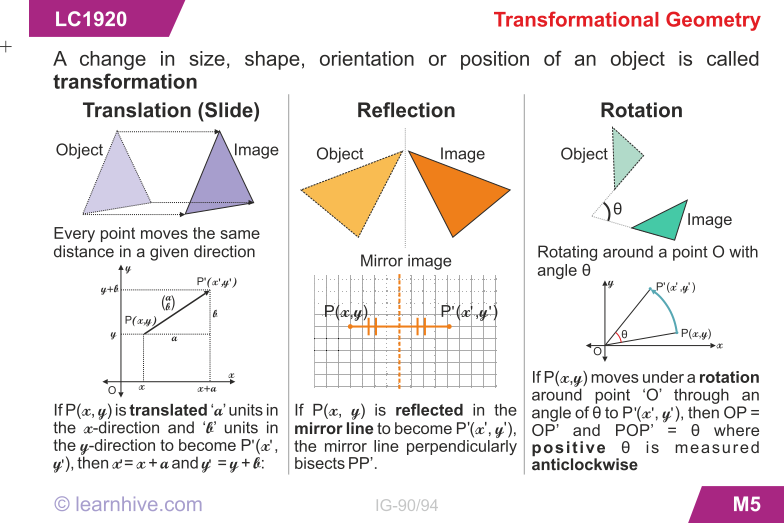 LC1920
Transformational Geometry
A change in size, shape, orientation or position of an object is called
transformation
Translation (Slide)
Object
Image
Every point moves the same
distance in a given direction
y
P'(x',y')
y+b
(a
b)
P(x,y)
b
y
a
x
O
x
x+a
If P(x, y) is translated ‘a’ units in
the x-direction and ‘b’ units in
the y-direction to become P'(x',
y'), then x' = x + a and y' = y + b:
Reflection
Object
Image
Mirror image
P(x,y)
P'(x',y')
If P(x, y) is reflected in the
mirror line to become P'(x', y'),
the mirror line perpendicularly
bisects PP’.
Rotation
Object
θ
Image
Rotating around a point O with
angle θ
y
P'(x',y')
θ
P(x,y)
O
x
If P(x,y) moves under a rotation
around point ‘O’ through an
angle of θ to P'(x', y'), then OP =
OP’ and POP’ = θ where
positive θ is measured
anticlockwise
© learnhive.com
IG-90/94
M5